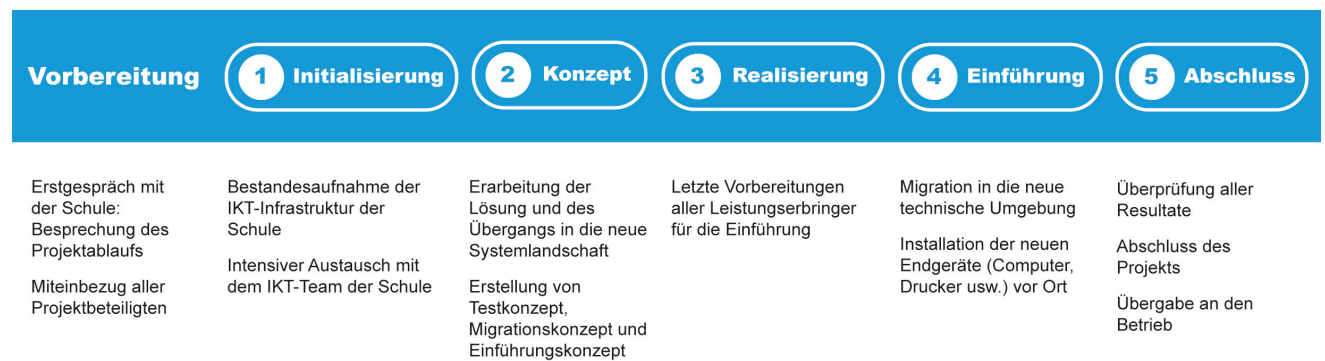 Vorbereitung
1 Initialisierung
2 Konzept
3 Realisierung
4 Einführung
5 Abschluss
Erstgespräch mit
der Schule:
Besprechung des
Projektablaufs
Miteinbezug aller
Projektbeteiligten
Bestandesaufnahme der
IKT-Infrastruktur der
Schule
Intensiver Austausch mit
dem IKT-Team der Schule
Erarbeitung der
Lösung und des
Übergangs in die neue
Systemlandschaft
Erstellung von
Testkonzept,
Migrationskonzept und
Einführungskonzept
Letzte Vorbereitungen
aller Leistungserbringer
für die Einführung
Migration in die neue
technische Umgebung
Installation der neuen
Endgeräte (Computer,
Drucker usw.) vor Ort
Überprüfung aller
Resultate
Abschluss des
Projekts
Übergabe an den
Betrieb